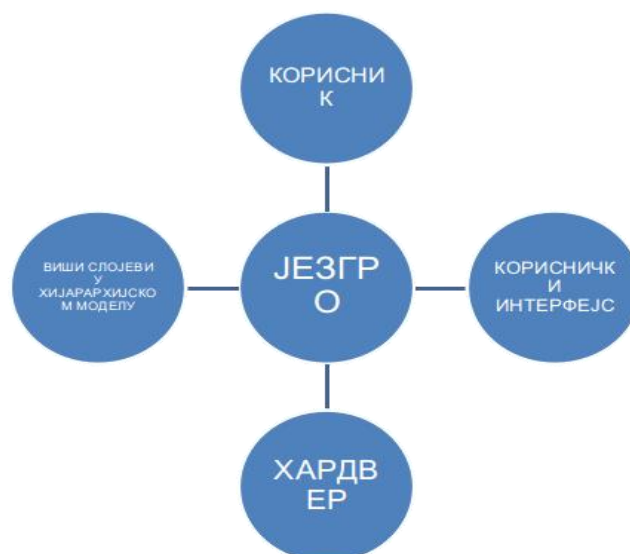 КОРИСНИ
К
ВИШИ СЛОЈЕВИ
У
ХИЈАРАРХИЈСКО
М МОДЕЛУ
ЈЕЗГР
О
КОРИСНИЧК
И
ИНТЕРФЕЈС
ХАРДВ
ЕР